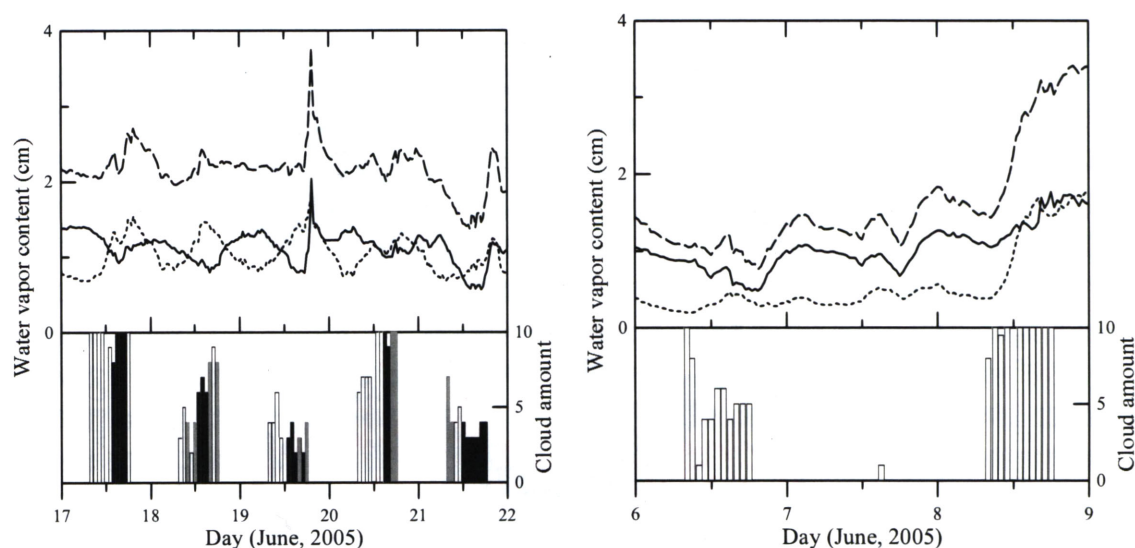 4
2
0
Water vapor content (cm)
10
5
0
Cloud amount
17 18 19 20 21 22
Day (June, 2005)
4
2
0
Water vapor content (cm)
10
5
0
Cloud amount
6 7 8 9
Day (June, 2005)